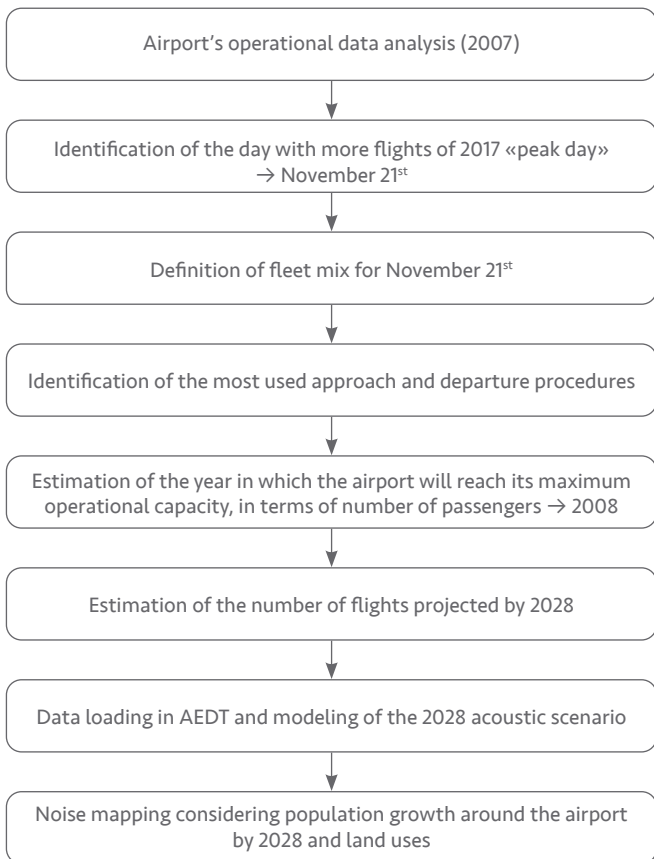 Airport's operational data analysis (2007)
Identification of the day with more flights of 2017 «peak day»
→ November 21st
Definition of fleet mix for November 21st
Identification of the most used approach and departure procedures
Estimation of the year in which the airport will reach its maximum
operational capacity, in terms of number of passengers → 2008
Estimation of the number of flights projected by 2028
Data loading in AEDT and modeling of the 2028 acoustic scenario
Noise mapping considering population growth around the airport
by 2028 and land uses